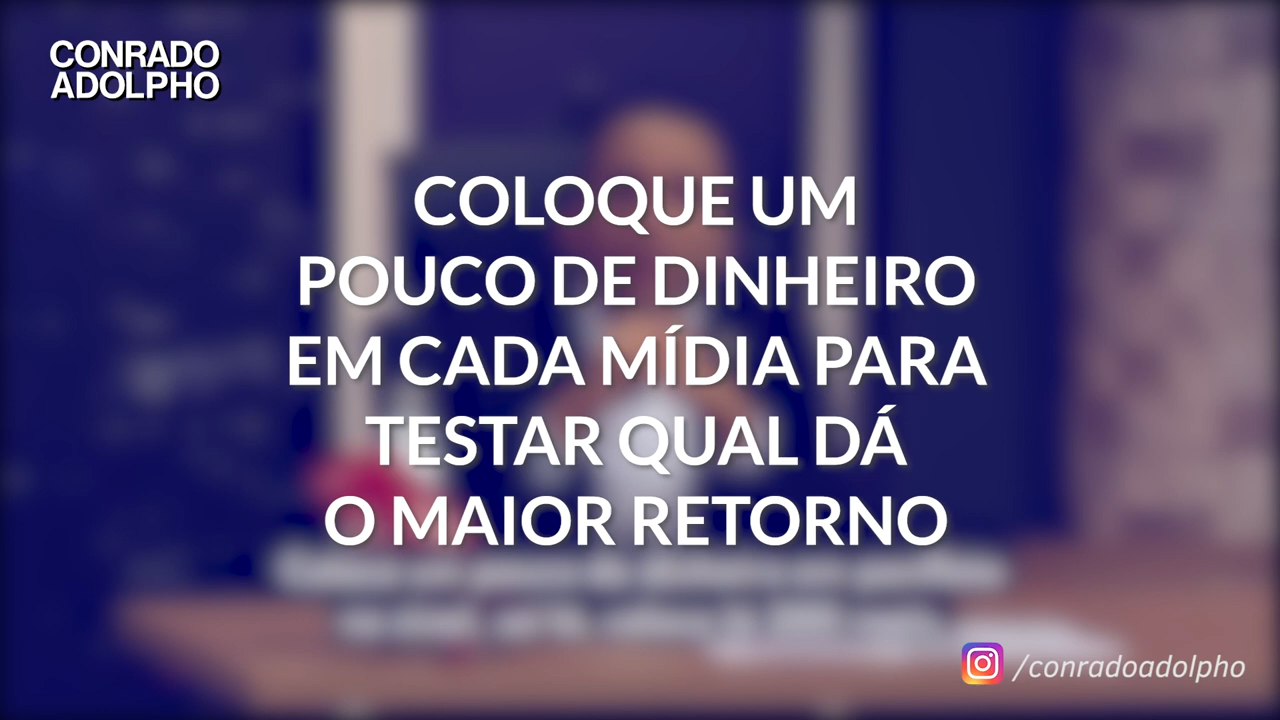 CONRADO
ADOLPHO
COLOQUE UM
POUCO DE DINHEIRO
EM CADA MÍDIA PARA
TESTAR QUAL DÁ
O MAIOR RETORNO
/conradoadolpho